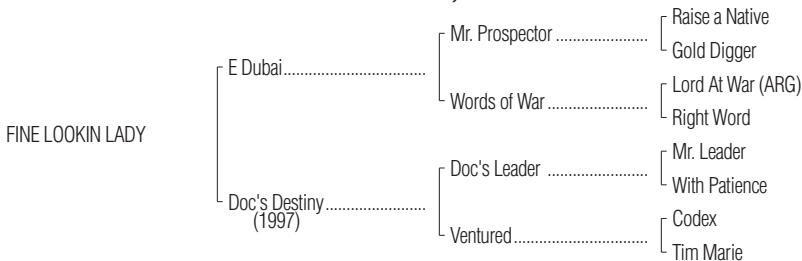 Raise a Native
Mr. Prospector ......................
Gold Digger
E Dubai..................................
Lord At War (ARG)
Words of War ........................
Right Word
FINE LOOKIN LADY
Mr. Leader
Doc's Leader ........................
With Patience
Doc's Destiny........................
(1997)
Codex
Ventured................................
Tim Marie